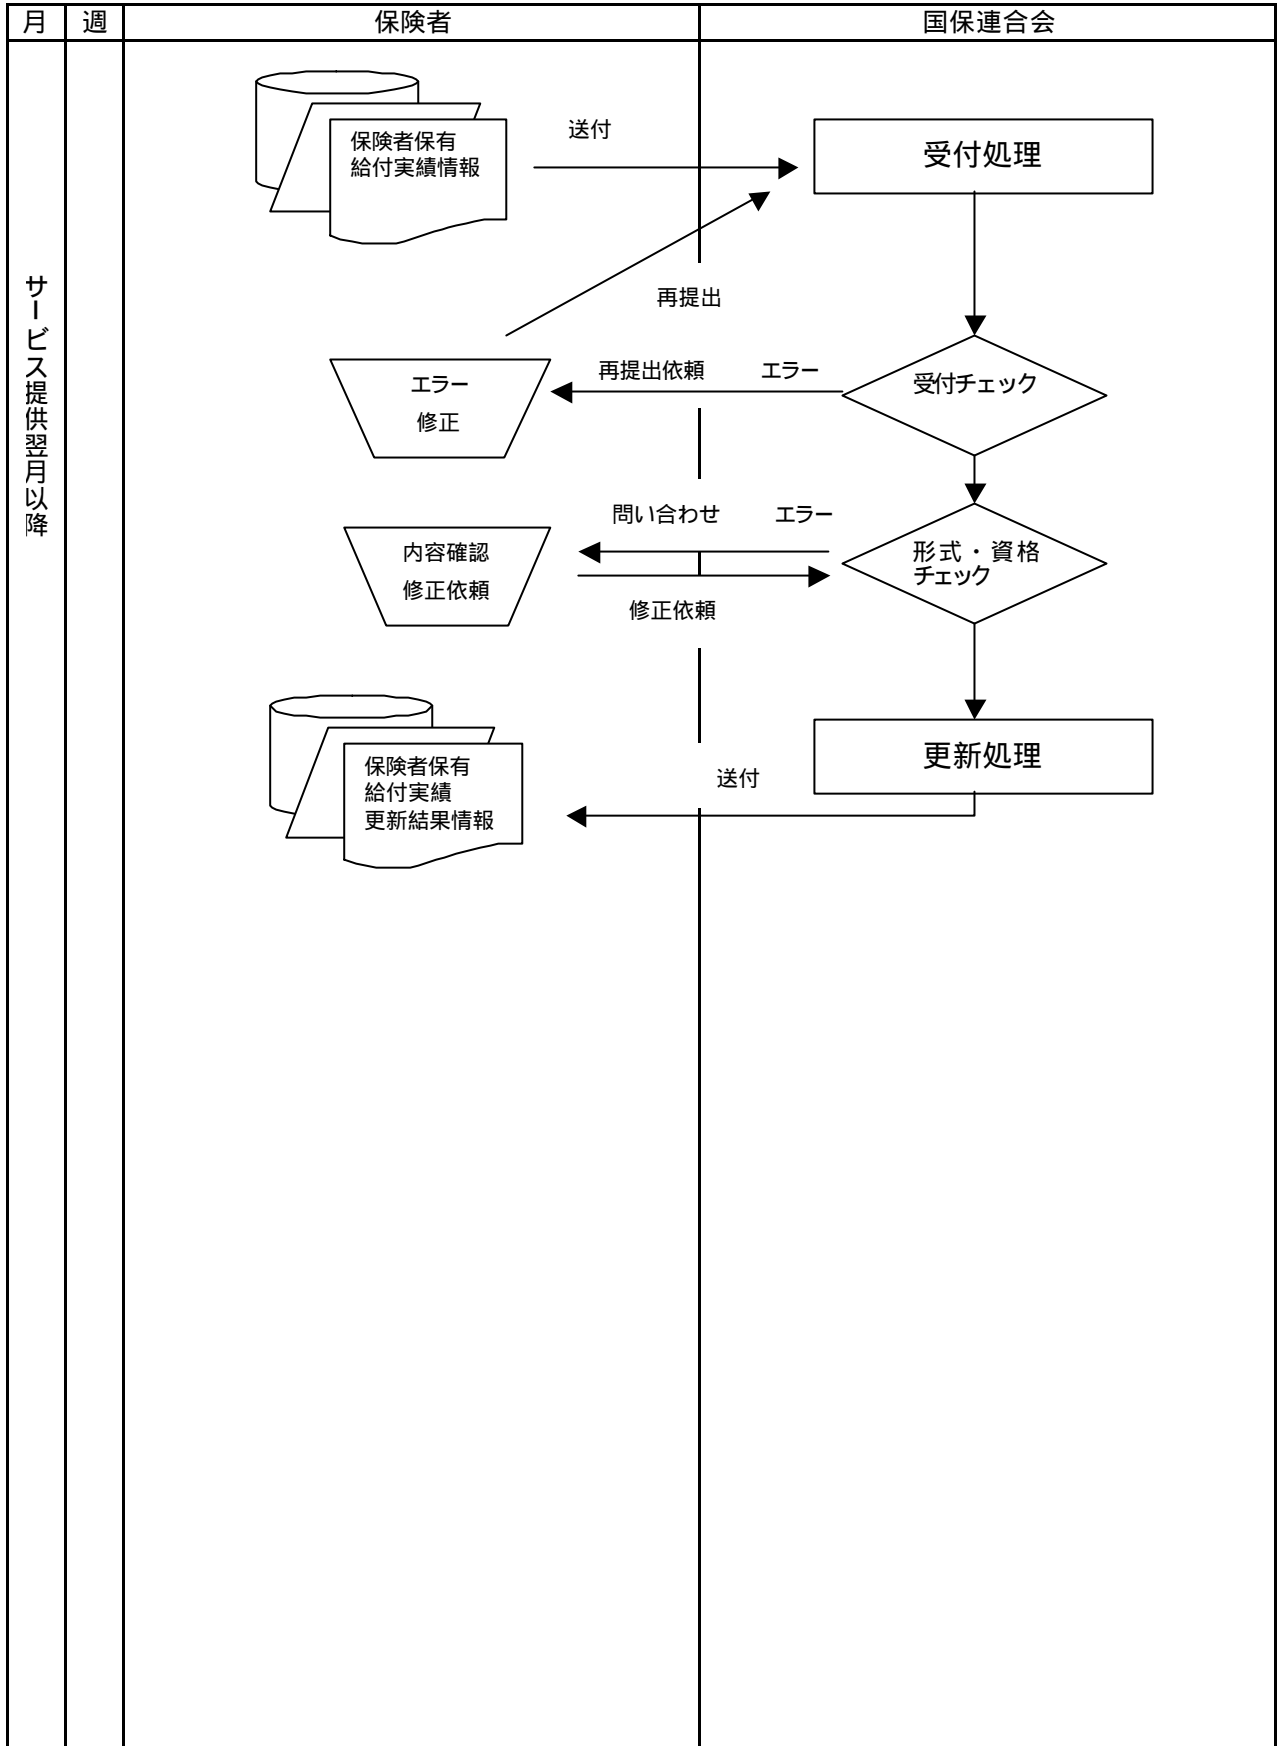 月
週
保険者
国保連合会
サービス提供翌月以降
保険者保有
給付実績情報
送付
受付処理
再提出
エラー
修正
再提出依頼
エラー
受付チェック
問い合わせ
エラー
内容確認
修正依頼
形式・資格
チェック
修正依頼
保険者保有
給付実績
更新結果情報
送付
更新処理